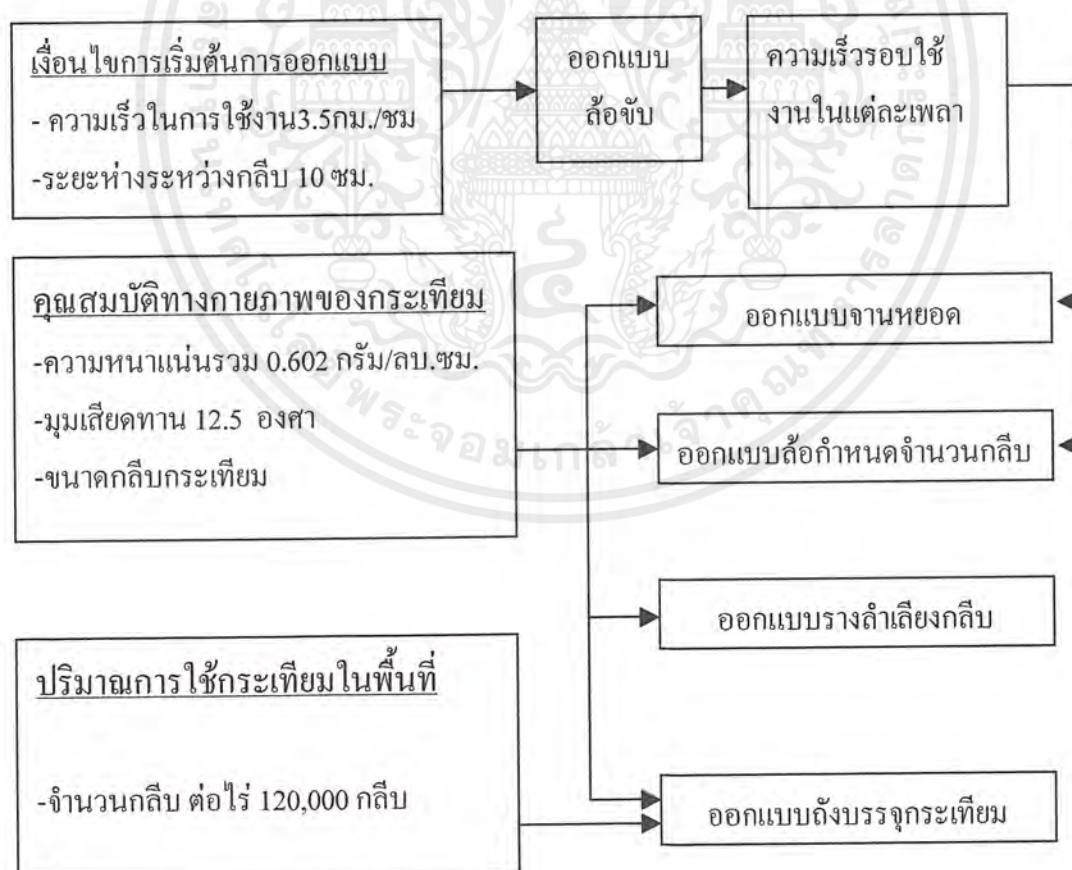 เงื่อนไขการเริ่มต้นการออกแบบ
- ความเร็วในการใช้งาน3.5กม./ชม
-ระยะห่างระหว่างกลีบ 10 ซม.
ออกแบบ
ล้อขับ
ความเร็วรอบใช้
งานในแต่ละเพลา
คุณสมบัติทางกายภาพของกระเทียม
-ความหนาแน่นรวม 0.602 กรัม/ลบ.ซม.
-มุมเสียดทาน 12.5 องศา
-ขนาดกลีบกระเทียม
ออกแบบจานหยอด
ออกแบบล้อกำหนดจำนวนกลีบ
ออกแบบรางลำเลียงกลีบ
ปริมาณการใช้กระเทียมในพื้นที่
-จำนวนกลีบ ต่อไร่ 120,000 กลีบ
ออกแบบถังบรรจุกระเทียม